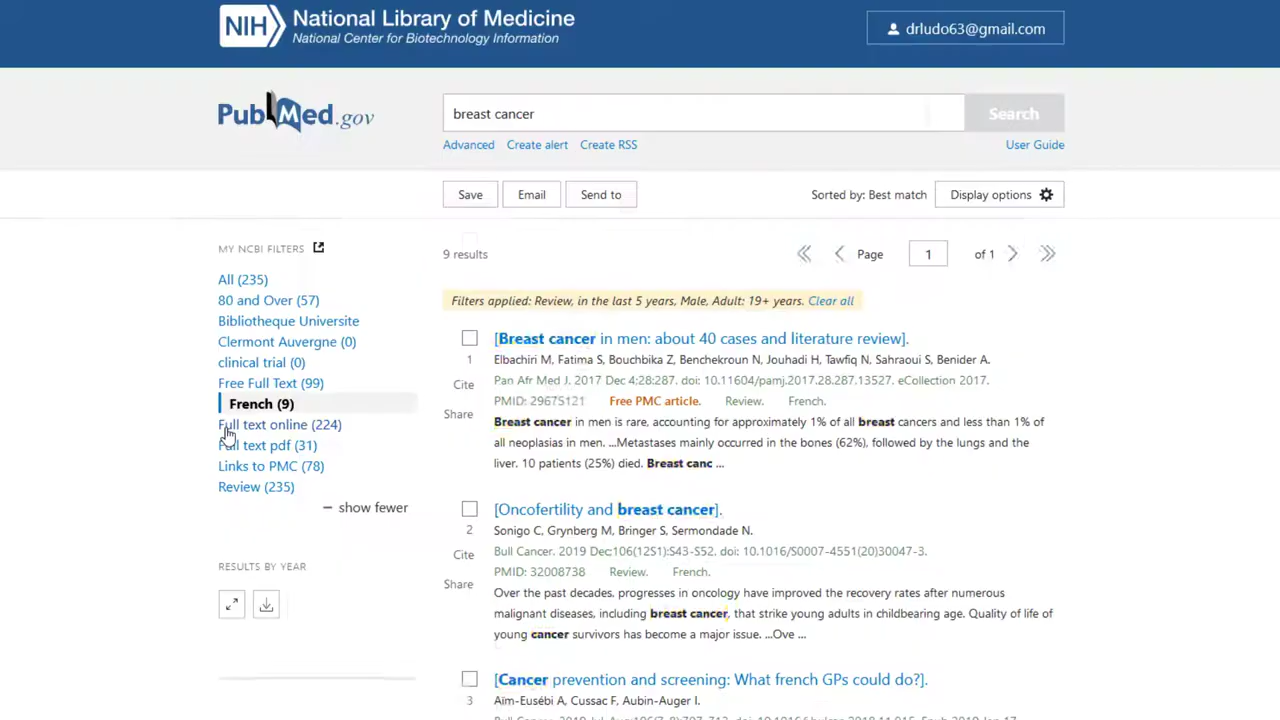 NIH National Library of Medicine
National Center for Biotechnology Information
drludo63@gmail.com
PubMed.gov
breast cancer
Search
Advanced Create alert Create RSS
User Guide
Save Email Send to
Sorted by: Best match Display options
MY NCBI FILTERS
All (235)
80 and Over (57)
Bibliotheque Universite
Clermont Auvergne (0)
clinical trial (0)
Free Full Text (99)
French (9)
Full text online (224)
Full text pdf (31)
Links to PMC (78)
Review (235)
− show fewer
RESULTS BY YEAR
9 results
Page 1 of 1
Filters applied: Review, in the last 5 years, Male, Adult: 19+ years. Clear all
[Breast cancer in men: about 40 cases and literature review].
1
Elbachiri M, Fatima S, Bouchbika Z, Benchekroun N, Jouhadi H, Tawfiq N, Sahraoui S, Benider A.
Cite
Pan Afr Med J. 2017 Dec 4:28:287. doi: 10.11604/pamj.2017.28.287.13527. eCollection 2017.
PMID: 29675121 Free PMC article. Review. French.
Share
Breast cancer in men is rare, accounting for approximately 1% of all breast cancers and less than 1% of
all neoplasias in men. ...Metastases mainly occurred in the bones (62%), followed by the lungs and the
liver. 10 patients (25%) died. Breast canc ...
[Oncofertility and breast cancer].
2
Sonigo C, Grynberg M, Bringer S, Sermondade N.
Cite
Bull Cancer. 2019 Dec;106(12S1):S43-S52. doi: 10.1016/S0007-4551(20)30047-3.
PMID: 32008738 Review. French.
Share
Over the past decades, progresses in oncology have improved the recovery rates after numerous
malignant diseases, including breast cancer, that strike young adults in childbearing age. Quality of life of
young cancer survivors has become a major issue. ...Ove ...
[Cancer prevention and screening: What french GPs could do?].
3
Aïm-Eusébi A, Cussac F, Aubin-Auger I.